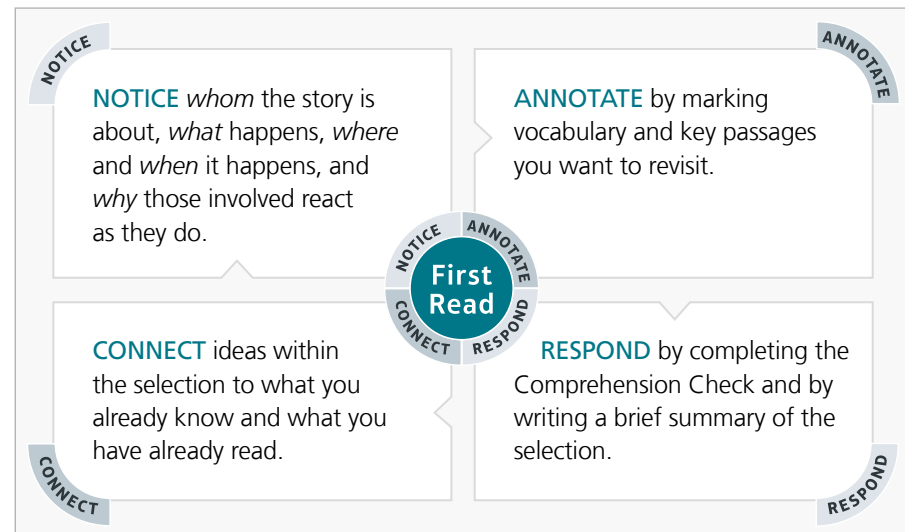 NOTICE
NOTICE whom the story is
about, what happens, where
and when it happens, and
why those involved react
as they do.
ANNOTATE
ANNOTATE by marking
vocabulary and key passages
you want to revisit.
NOTICE
ANNOTATE
First
Read
CONNECT
RESPOND
CONNECT ideas within
the selection to what you
already know and what you
have already read.
CONNECT
RESPOND by completing the
Comprehension Check and by
writing a brief summary of the
selection.
RESPOND